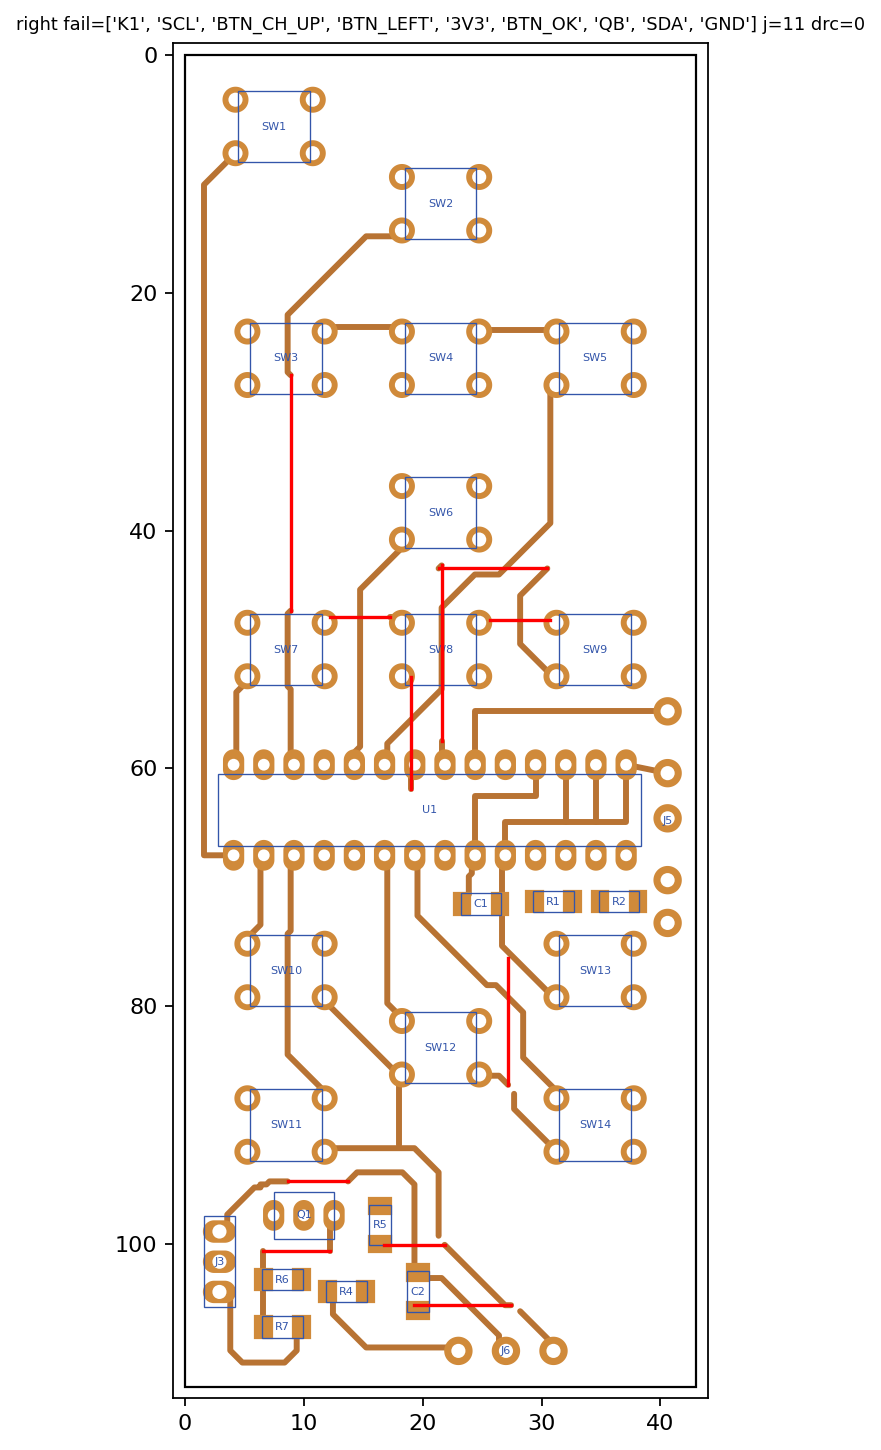 right fail=['K1', 'SCL', 'BTN_CH_UP', 'BTN_LEFT', '3V3', 'BTN_OK', 'QB', 'SDA', 'GND'] j=11 drc=0
0
SW1
SW2
20
SW3 SW4 SW5
SW6
40
SW7 SW8 SW9
60
U1
J5
C1 R1 R2
SW10 SW13
80
SW12
SW11 SW14
Q1
R5
100
J3
R6
R4 C2
R7
J6
0 10 20 30 40